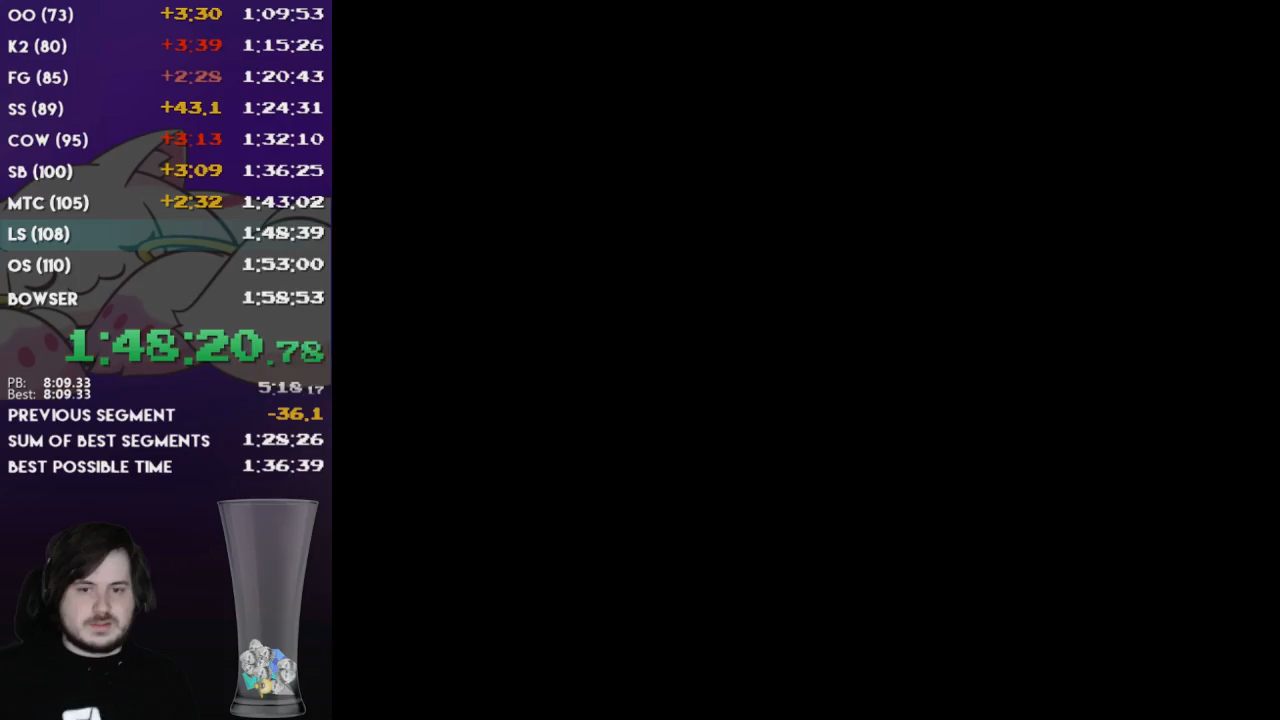 OO (73) +3:30 1:09:53
K2 (80) +3:39 1:15:26
FG (85) +2:28 1:20:43
SS (89) +43.1 1:24:31
COW (95) +3:13 1:32:10
SB (100) +3:09 1:36:25
MTC (105) +2:32 1:43:02
LS (108) 1:48:39
OS (110) 1:53:00
BOWSER 1:58:53
1:48:20.78
PB: 8:09.33
Best: 8:09.33
5:18.17
PREVIOUS SEGMENT -36.1
SUM OF BEST SEGMENTS 1:28:26
BEST POSSIBLE TIME 1:36:39